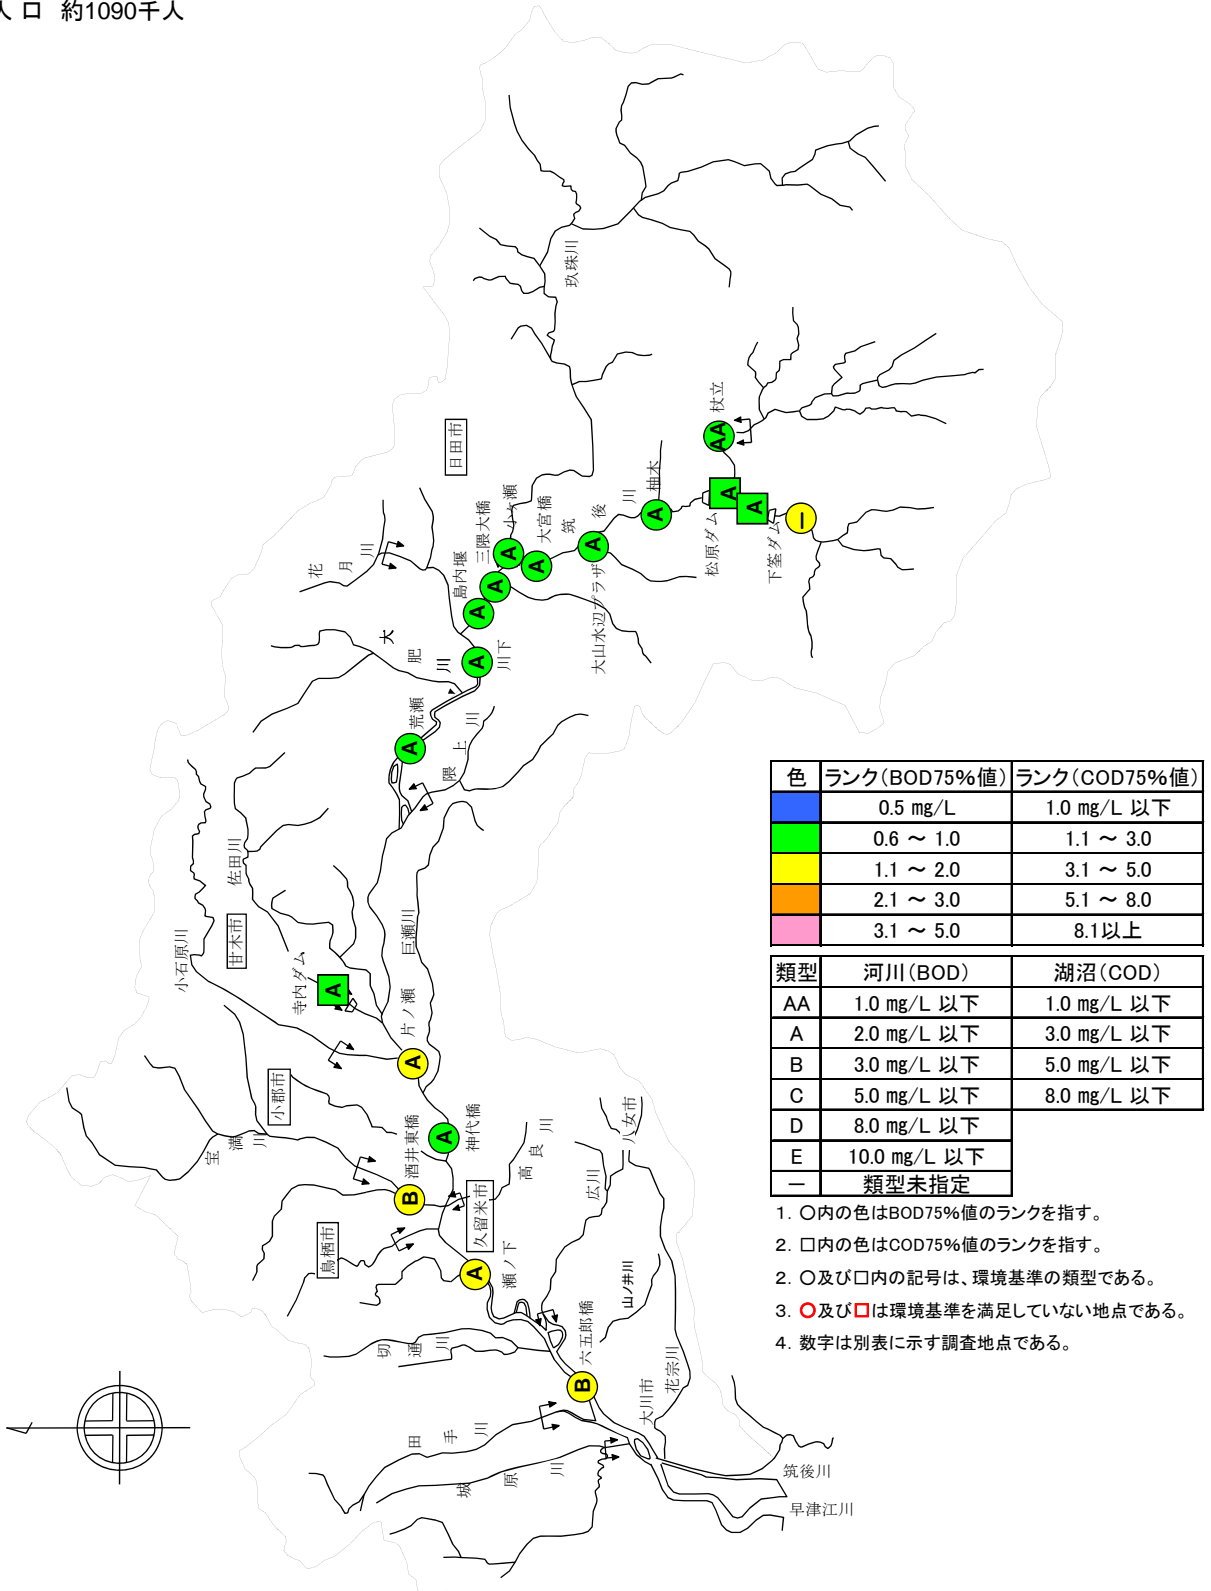 人 口 約1090千人
玖珠川
杖立
AA
日田市
柚木
A
A
A
松原ダム
下筌ダム
－
小ヶ瀬
三隈大橋
大宮橋
島内堰
筑後川
A
A
A
A
A
大山水辺プラザ
花月川
大肥川
川下
A
荒瀬
A
隈上川
佐田川
甘木市
小石原川
寺内ダム
A
巨瀬川
片ノ瀬
A
小郡市
宝満川
酒井東橋
B
神代橋
A
高良川
久留米市
鳥栖市
瀬ノ下
A
広川
八女市
山ノ井川
切通川
六五郎橋
B
大川市
花宗川
田手川
城原川
筑後川
早津江川
色 ランク(BOD75%値) ランク(COD75%値)
0.5 ㎎/L 1.0 ㎎/L 以下
0.6 ～ 1.0 1.1 ～ 3.0
1.1 ～ 2.0 3.1 ～ 5.0
2.1 ～ 3.0 5.1 ～ 8.0
3.1 ～ 5.0 8.1以上
類型 河川(BOD) 湖沼(COD)
AA 1.0 ㎎/L 以下 1.0 ㎎/L 以下
A 2.0 ㎎/L 以下 3.0 ㎎/L 以下
B 3.0 ㎎/L 以下 5.0 ㎎/L 以下
C 5.0 ㎎/L 以下 8.0 ㎎/L 以下
D 8.0 ㎎/L 以下
E 10.0 ㎎/L 以下
－ 類型未指定
1. ○内の色はBOD75%値のランクを指す。
2. □内の色はCOD75%値のランクを指す。
2. ○及び□内の記号は、環境基準の類型である。
3. ○及び□は環境基準を満足していない地点である。
4. 数字は別表に示す調査地点である。